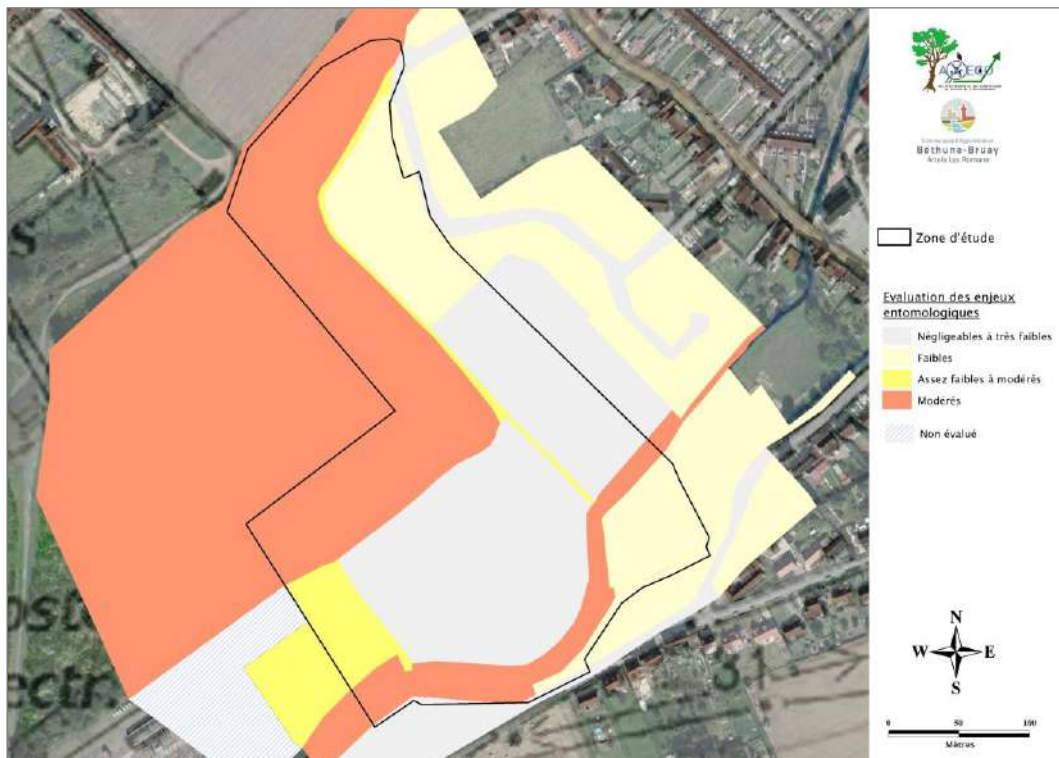 Béthune-Bruay
Artois Lys Romane
Zone d'étude
Evaluation des enjeux
entomologiques
Négligeables à très faibles
Faibles
Assez faibles à modérés
Modérés
Non évalué
N
W E
S
0 50 100
Mètres
31